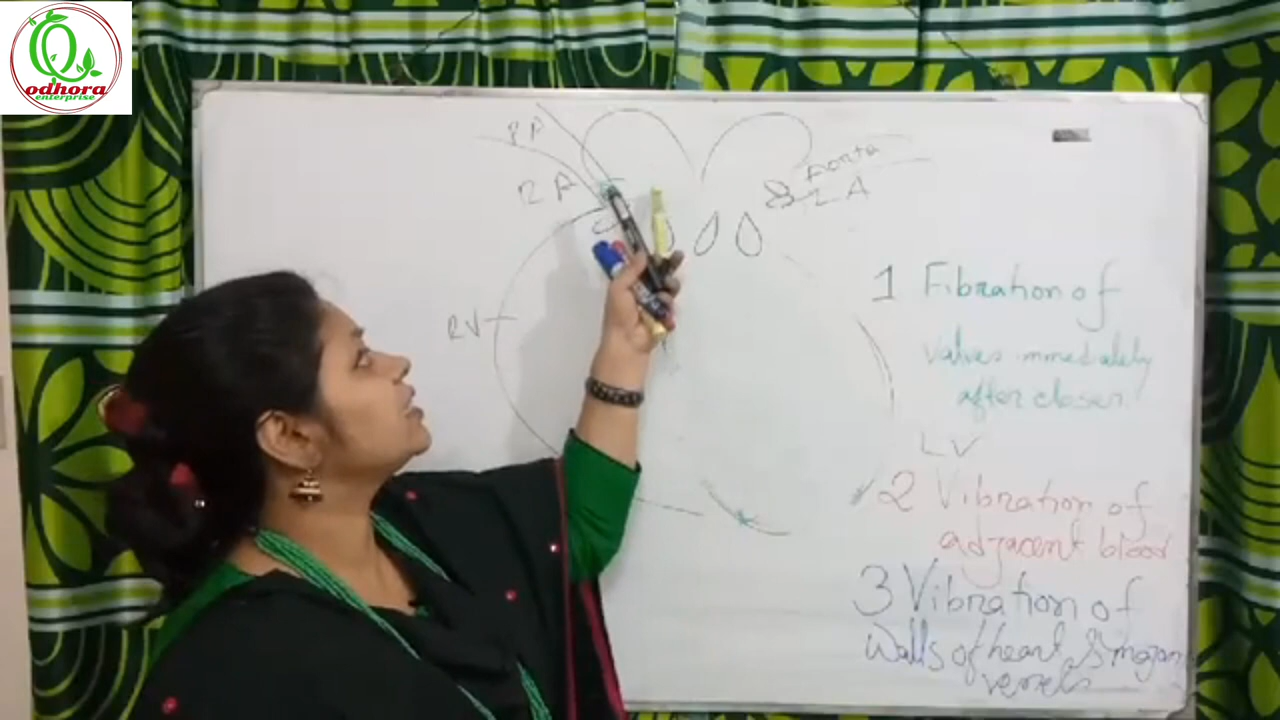 odhora
enterprise
PA
RA
Aorta
LA
RV
1 Fibration of
valves immediately
after closer
LV
2 Vibration of
adjacent blood
3 Vibration of
Walls of heart & major
vessels